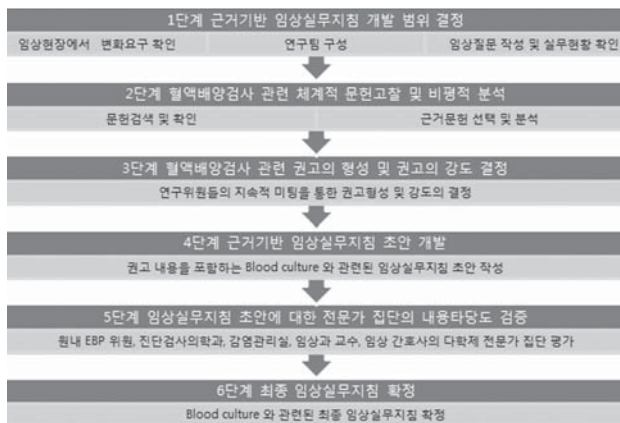 1단계 근거기반 임상실무지침 개발 범위 결정
임상현장에서 변화요구 확인 연구팀 구성 임상질문 작성 및 실무현황 확인
2단계 혈액배양검사 관련 체계적 문헌고찰 및 비평적 분석
문헌검색 및 확인 근거문헌 선택 및 분석
3단계 혈액배양검사 관련 권고의 형성 및 권고의 강도 결정
연구위원들의 지속적 미팅을 통한 권고형성 및 강도의 결정
4단계 근거기반 임상실무지침 초안 개발
권고 내용을 포함하는 Blood culture 와 관련된 임상실무지침 초안 작성
5단계 임상실무지침 초안에 대한 전문가 집단의 내용타당도 검증
원내 EBP 위원, 진단검사의학과, 감염관리실, 임상과 교수, 임상 간호사의 다학제 전문가 집단 평가
6단계 최종 임상실무지침 확정
Blood culture 와 관련된 최종 임상실무지침 확정